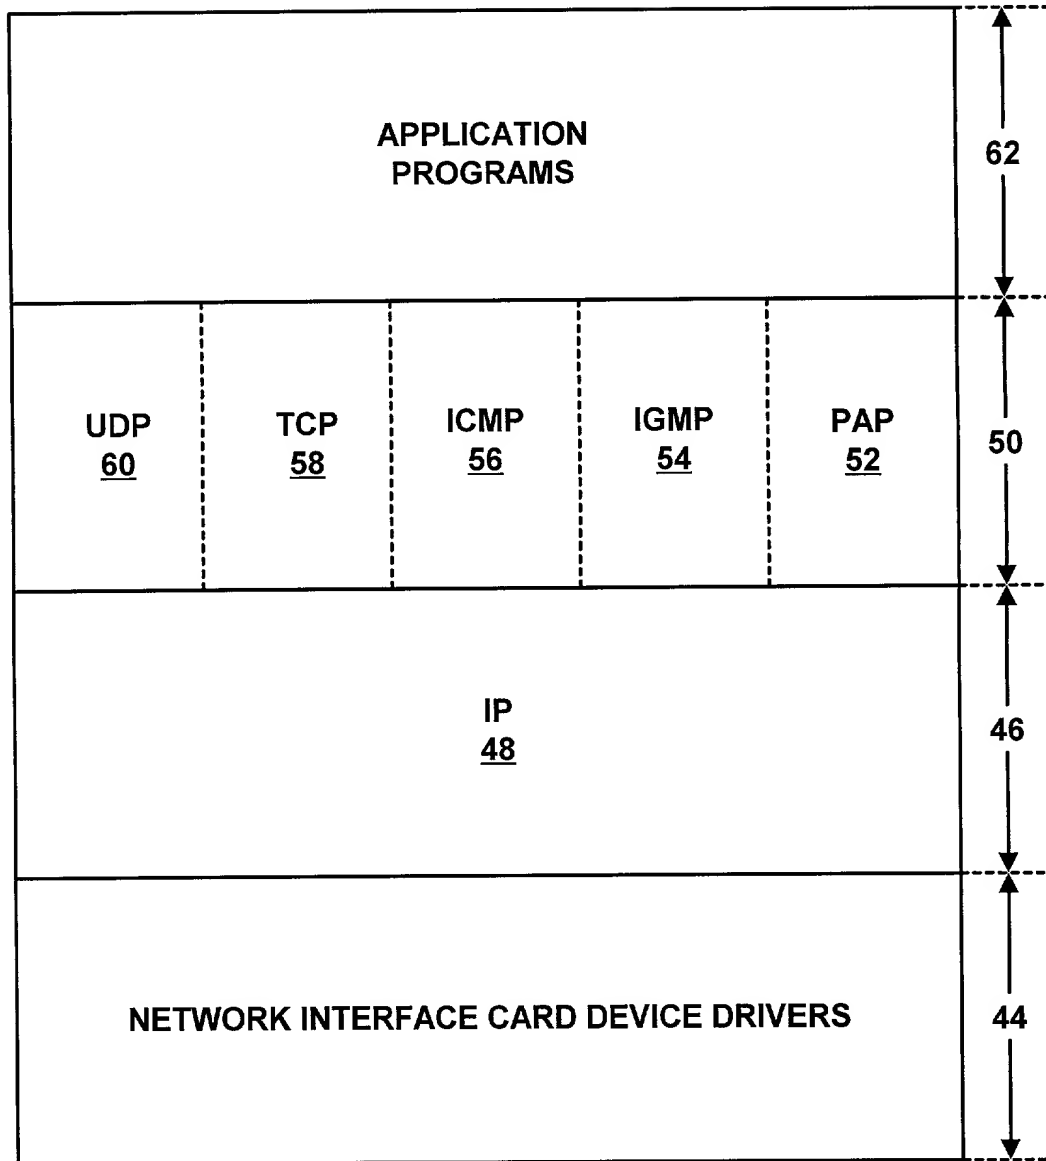 APPLICATION
PROGRAMS
62
UDP
60
TCP
58
ICMP
56
IGMP
54
PAP
52
50
IP
48
46
NETWORK INTERFACE CARD DEVICE DRIVERS
44